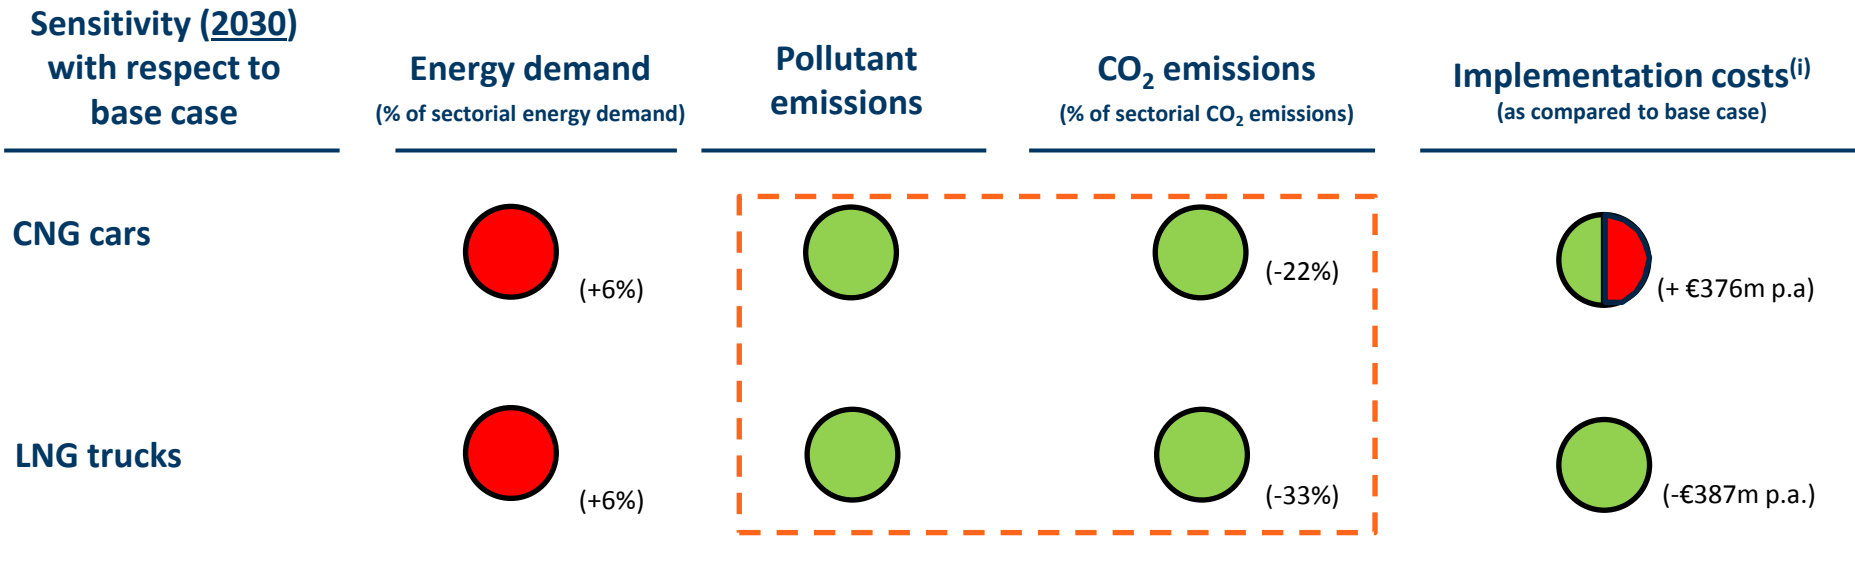 Sensitivity (2030)
with respect to
base case
Energy demand
(% of sectorial energy demand)
Pollutant
emissions
CO₂ emissions
(% of sectorial CO₂ emissions)
Implementation costs⁽ⁱ⁾
(as compared to base case)
CNG cars
(+6%)
(-22%)
(+ €376m p.a)
LNG trucks
(+6%)
(-33%)
(-€387m p.a.)